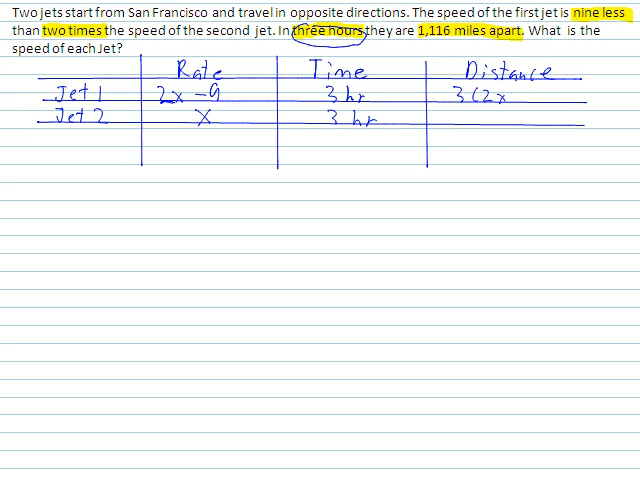 Two jets start from San Francisco and travel in opposite directions. The speed of the first jet is nine less
than two times the speed of the second jet. In three hours they are 1,116 miles apart. What is the
speed of each Jet?
Rate Time Distance
Jet 1 2x - 9 3 hr 3(2x
Jet 2 x 3 hr